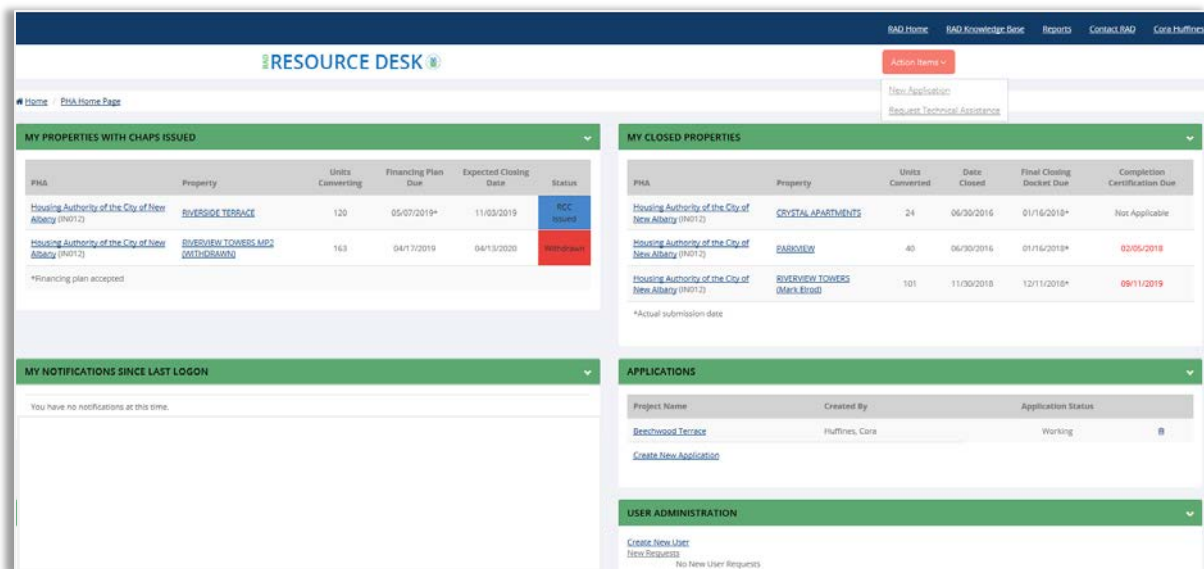 RAD Home RAD Knowledge Base Reports Contact RAD Cora Huffines
RAD RESOURCE DESK
Action Items
New Application
Request Technical Assistance
Home / PHA Home Page
MY PROPERTIES WITH CHAPS ISSUED
PHA Property Units Converting Financing Plan Due Expected Closing Date Status
Housing Authority of the City of New Albany (IN012) RIVERSIDE TERRACE 120 05/07/2019* 11/03/2019 RCC Issued
Housing Authority of the City of New Albany (IN012) RIVERVIEW TOWERS MP2 (WITHDRAWN) 163 04/17/2019 04/13/2020 Withdrawn
*Financing plan accepted
MY CLOSED PROPERTIES
PHA Property Units Converted Date Closed Final Closing Docket Due Completion Certification Due
Housing Authority of the City of New Albany (IN012) CRYSTAL APARTMENTS 24 06/30/2016 01/16/2018* Not Applicable
Housing Authority of the City of New Albany (IN012) PARKVIEW 40 06/30/2016 01/16/2018* 02/05/2018
Housing Authority of the City of New Albany (IN012) RIVERVIEW TOWERS (Mark Elrod) 101 11/30/2018 12/11/2018* 09/11/2019
*Actual submission date
MY NOTIFICATIONS SINCE LAST LOGON
You have no notifications at this time.
APPLICATIONS
Project Name Created By Application Status
Beechwood Terrace Huffines, Cora Working
Create New Application
USER ADMINISTRATION
Create New User
New Requests
No New User Requests